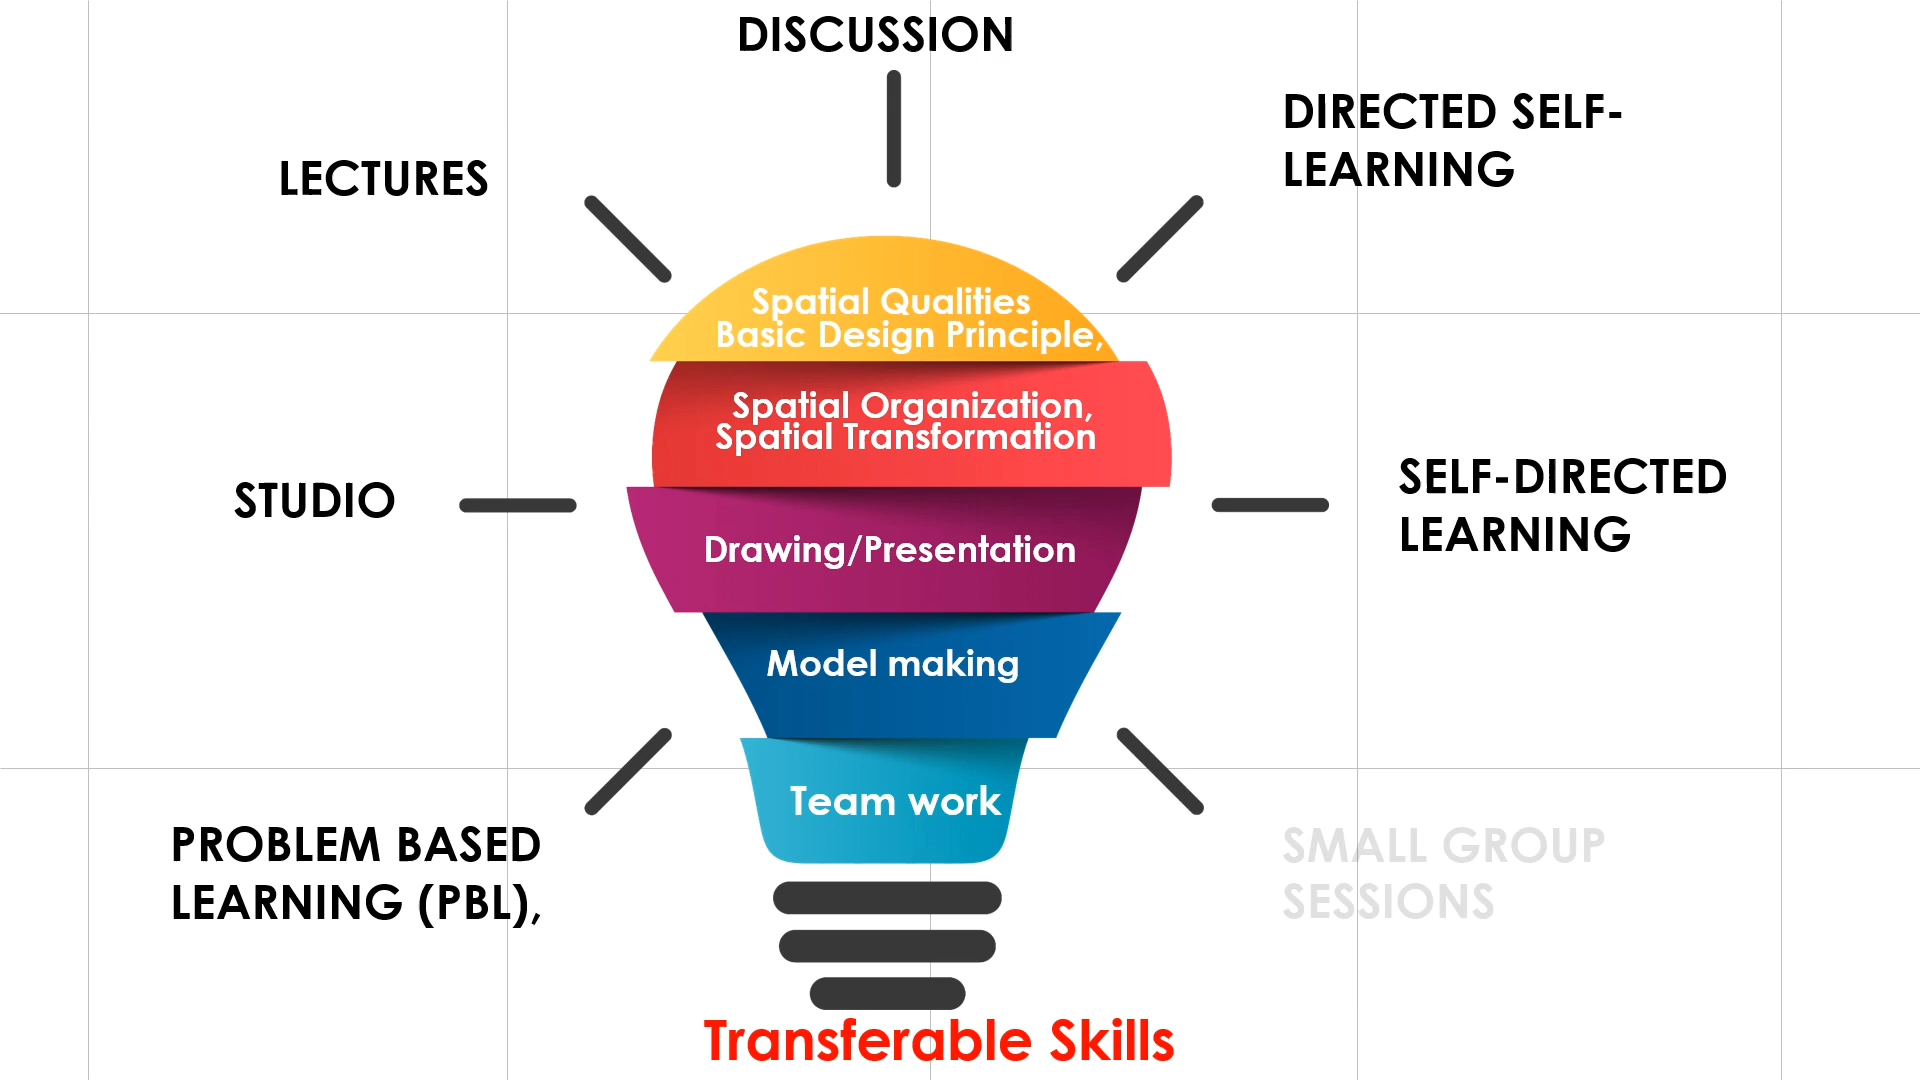 DISCUSSION
DIRECTED SELF-
LEARNING
LECTURES
Spatial Qualities
Basic Design Principle,
Spatial Organization,
Spatial Transformation
STUDIO
SELF-DIRECTED
LEARNING
Drawing/Presentation
Model making
Team work
PROBLEM BASED
LEARNING (PBL),
SMALL GROUP
SESSIONS
Transferable Skills